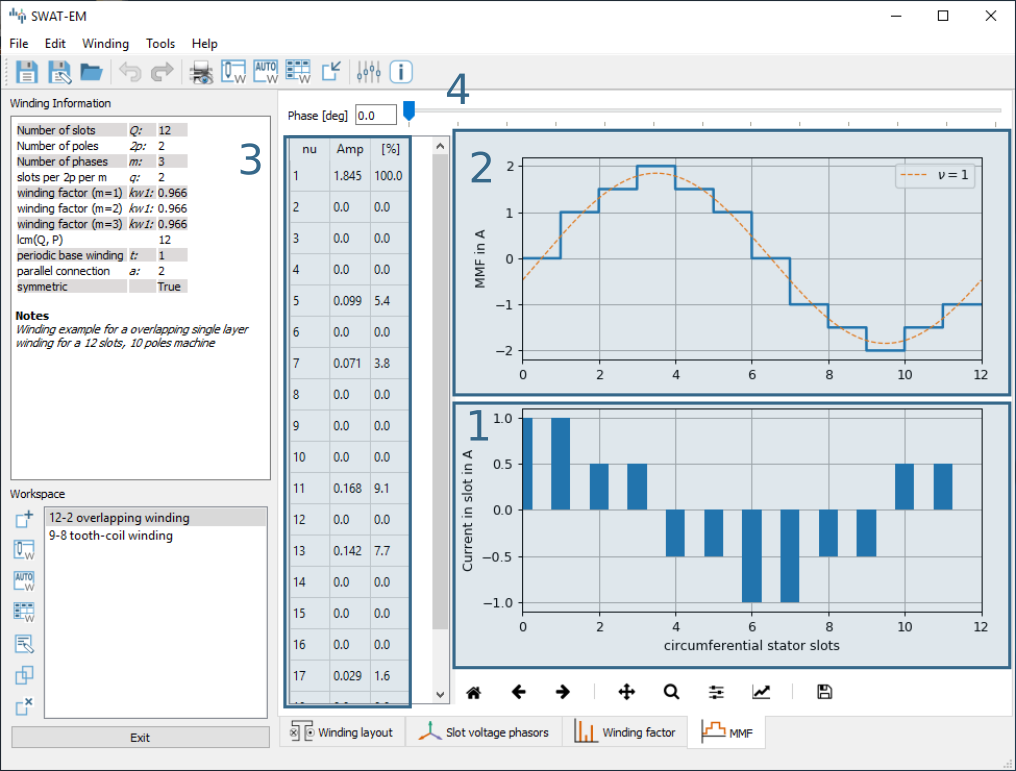 SWAT-EM
File Edit Winding Tools Help
W AUTO W W i
Winding Information
Number of slots Q: 12
Number of poles 2p: 2
Number of phases m: 3
slots per 2p per m q: 2
winding factor (m=1) kw1: 0.966
winding factor (m=2) kw1: 0.966
winding factor (m=3) kw1: 0.966
lcm(Q, P) 12
periodic base winding t: 1
parallel connection a: 2
symmetric True
Notes
Winding example for a overlapping single layer
winding for a 12 slots, 10 poles machine
Workspace
12-2 overlapping winding
9-8 tooth-coil winding
W
AUTO
W
W
Exit
4
Phase [deg] 0.0
3
nu Amp [%]
1 1.845 100.0
2 0.0 0.0
3 0.0 0.0
4 0.0 0.0
5 0.099 5.4
6 0.0 0.0
7 0.071 3.8
8 0.0 0.0
9 0.0 0.0
10 0.0 0.0
11 0.168 9.1
12 0.0 0.0
13 0.142 7.7
14 0.0 0.0
15 0.0 0.0
16 0.0 0.0
17 0.029 1.6
2
MMF in A
2
1
0
−1
−2
ν = 1
0 2 4 6 8 10 12
1
Current in slot in A
1.0
0.5
0.0
−0.5
−1.0
0 2 4 6 8 10 12
circumferential stator slots
Winding layout Slot voltage phasors Winding factor MMF